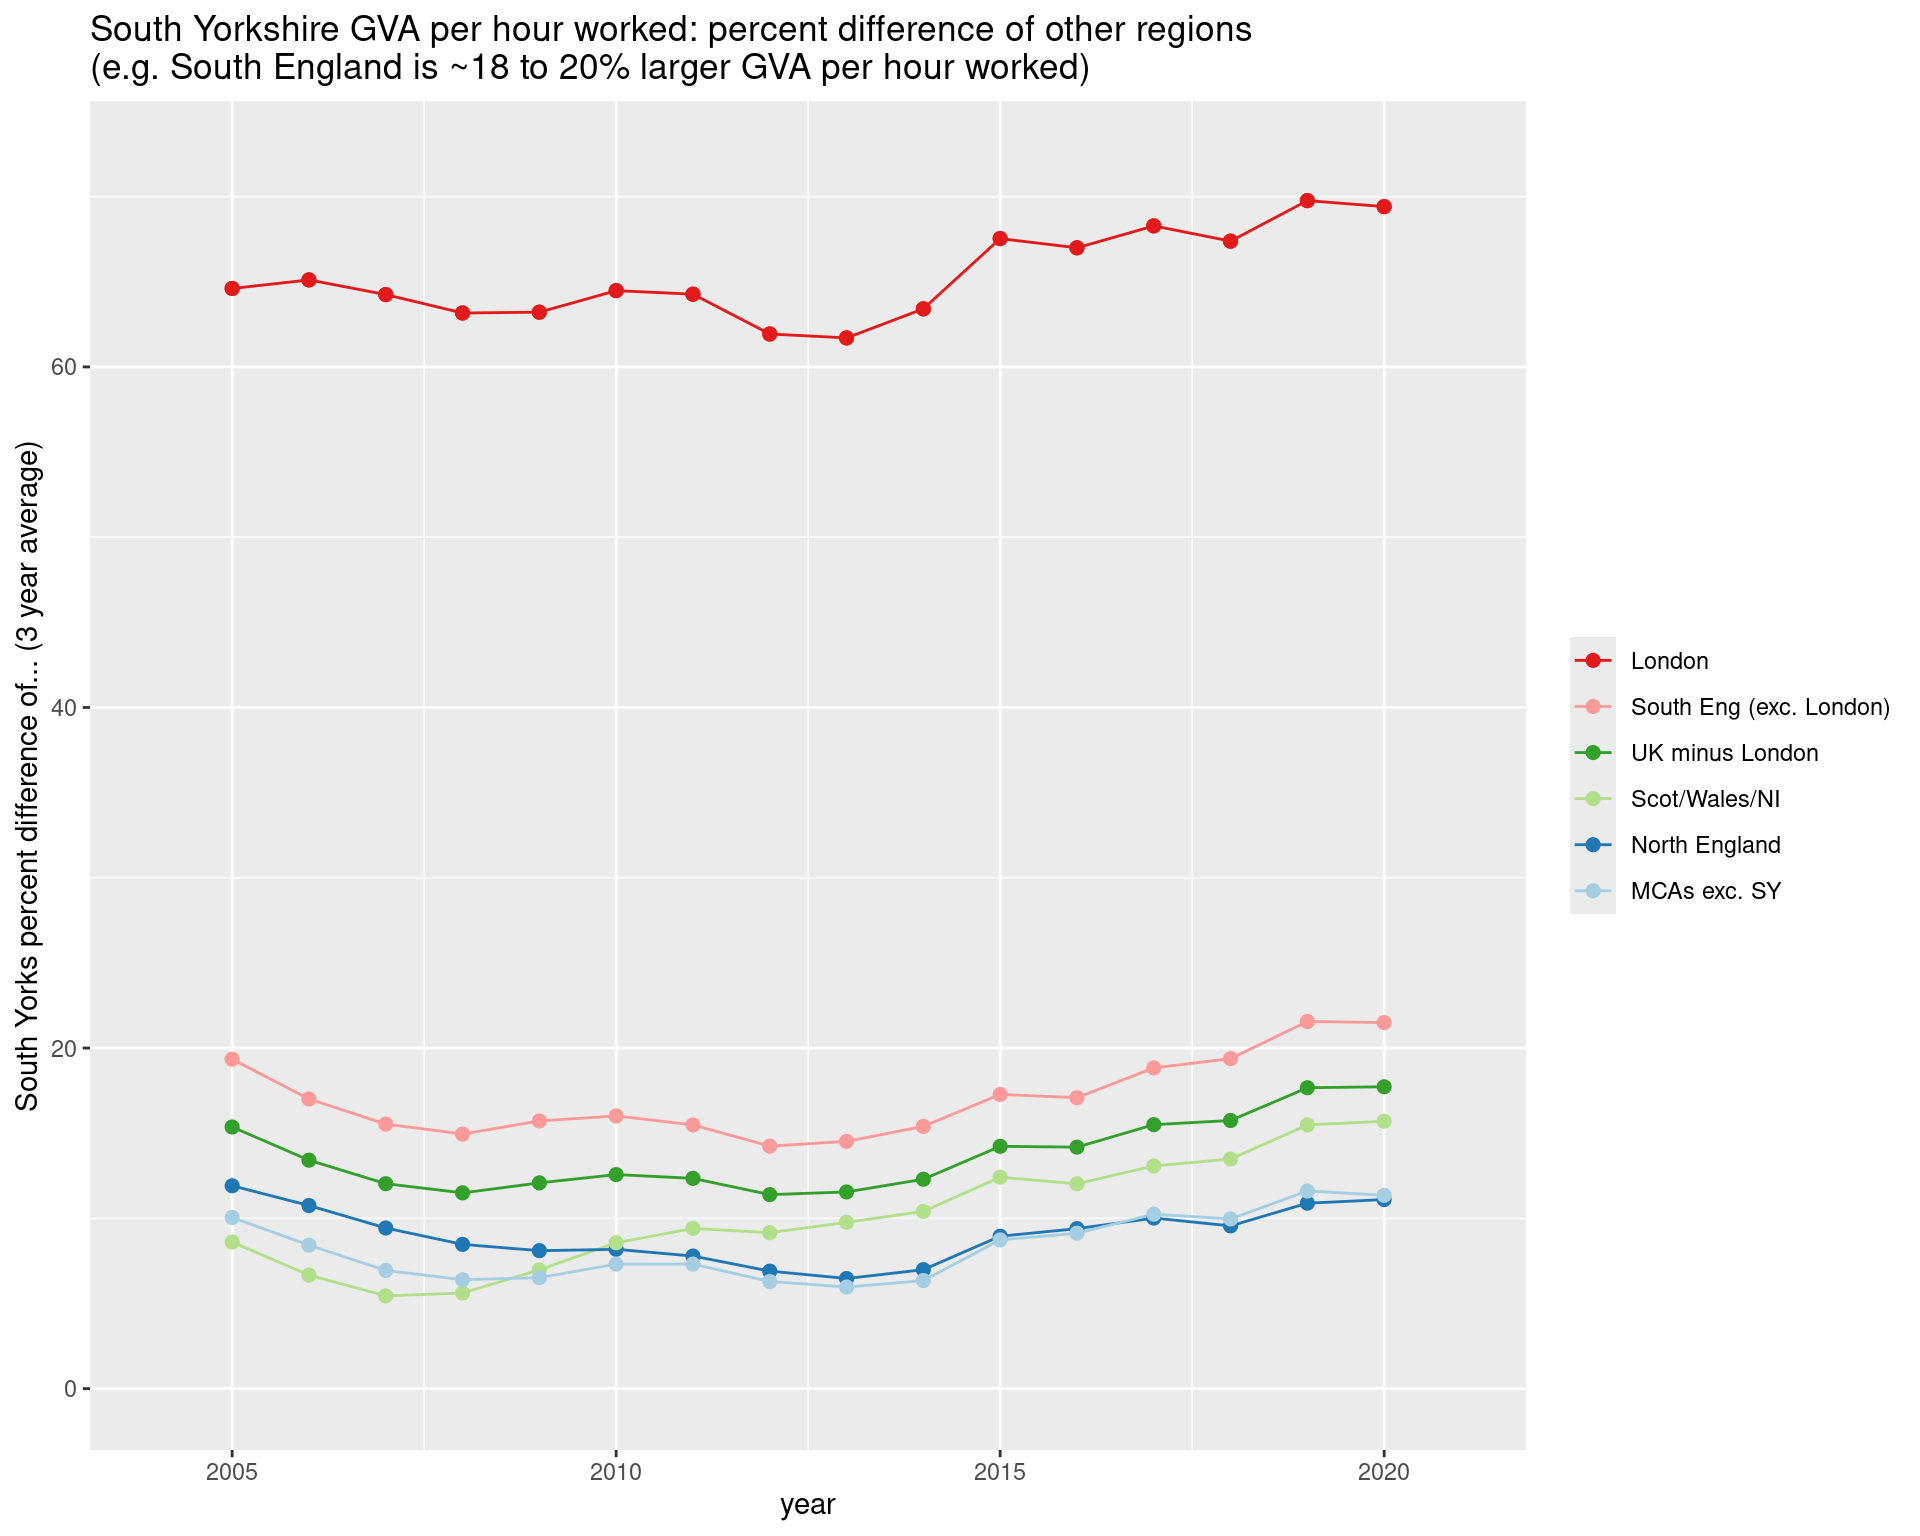 South Yorkshire GVA per hour worked: percent difference of other regions
(e.g. South England is ~18 to 20% larger GVA per hour worked)
South Yorks percent difference of... (3 year average)
60
40
20
0
2005
2010
2015
2020
year
London
South Eng (exc. London)
UK minus London
Scot/Wales/NI
North England
MCAs exc. SY